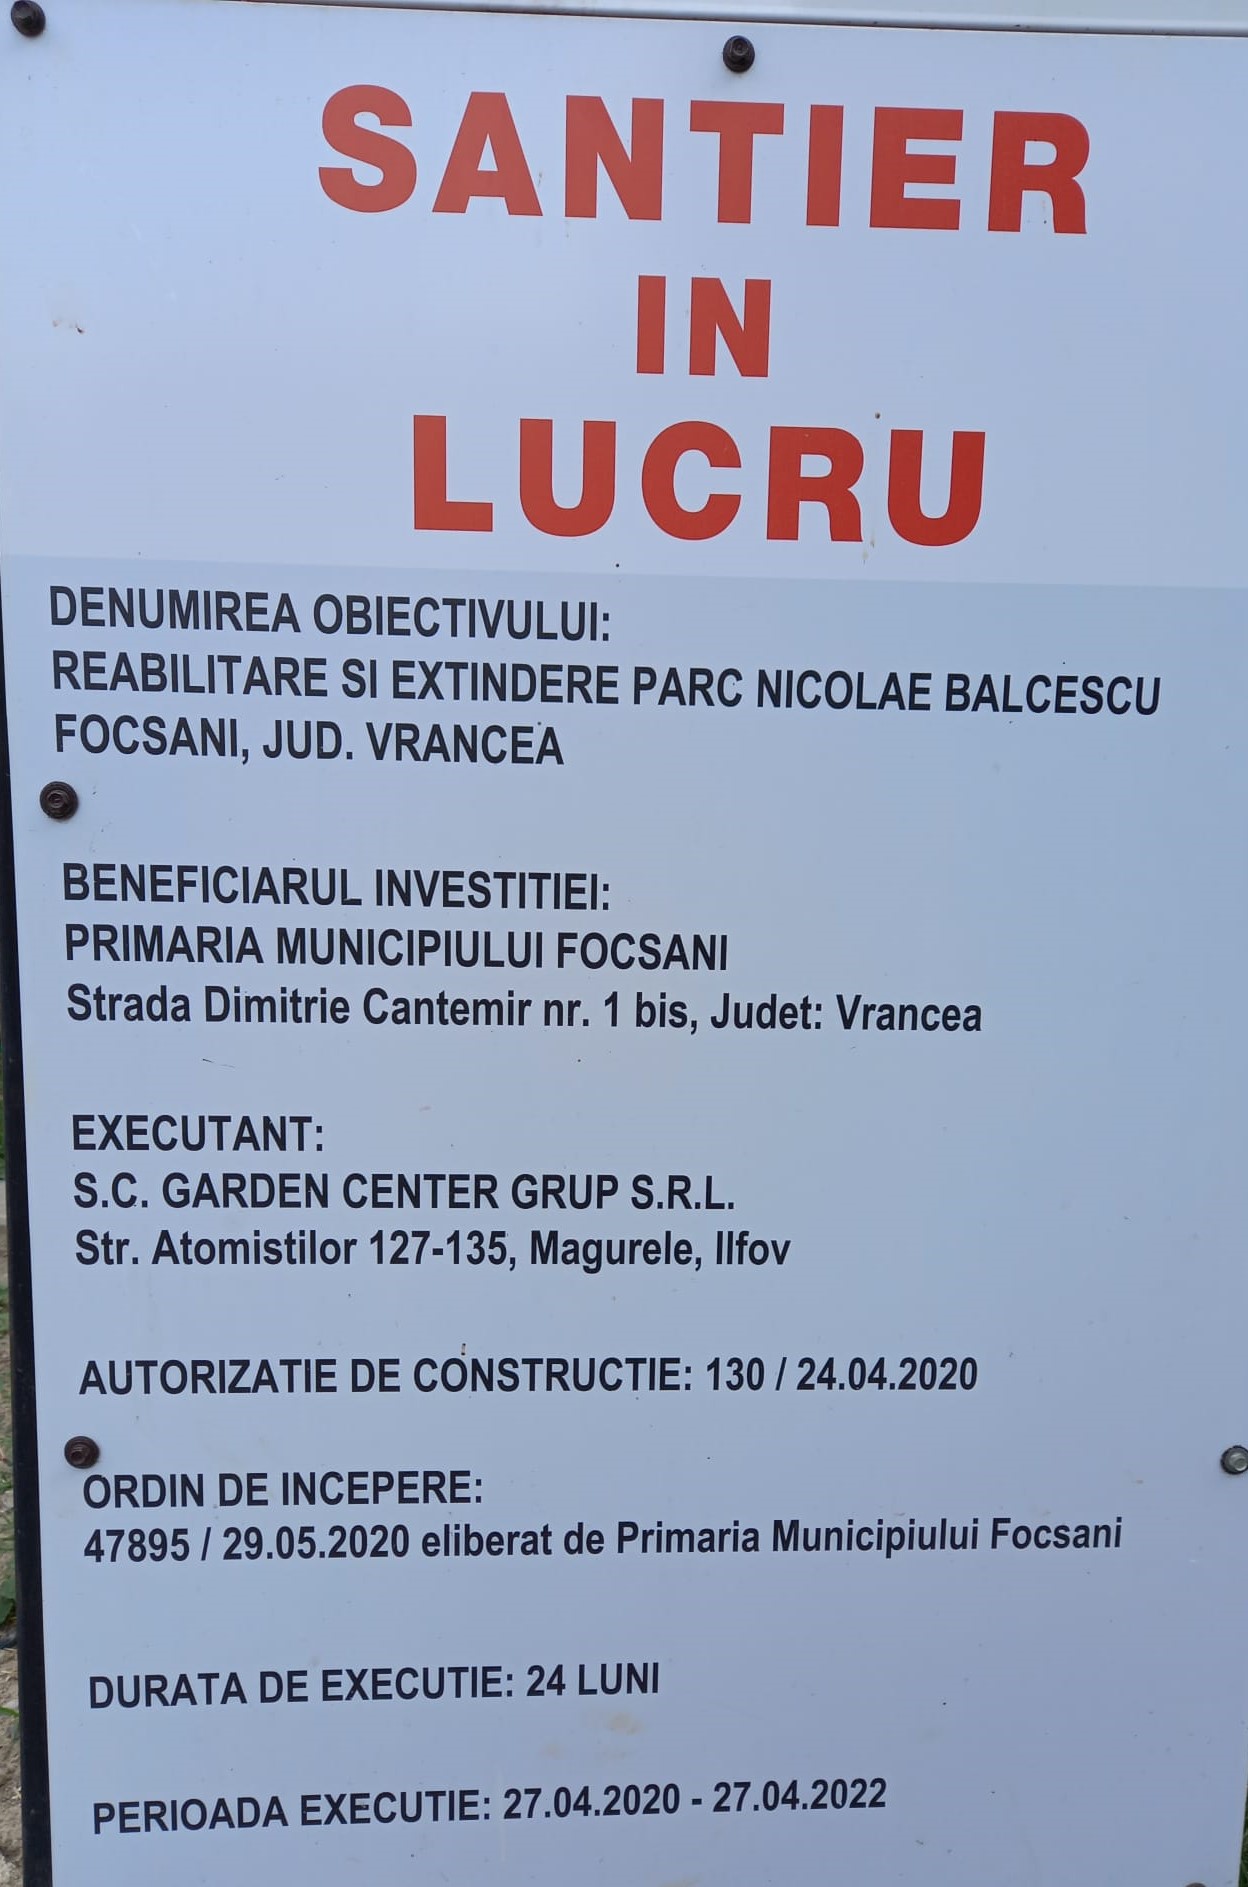 SANTIER
IN
LUCRU
DENUMIREA OBIECTIVULUI:
REABILITARE SI EXTINDERE PARC NICOLAE BALCESCU
FOCSANI, JUD. VRANCEA
BENEFICIARUL INVESTITIEI:
PRIMARIA MUNICIPIULUI FOCSANI
Strada Dimitrie Cantemir nr. 1 bis, Judet: Vrancea
EXECUTANT:
S.C. GARDEN CENTER GRUP S.R.L.
Str. Atomistilor 127-135, Magurele, Ilfov
AUTORIZATIE DE CONSTRUCTIE: 130 / 24.04.2020
ORDIN DE INCEPERE:
47895 / 29.05.2020 eliberat de Primaria Municipiului Focsani
DURATA DE EXECUTIE: 24 LUNI
PERIOADA EXECUTIE: 27.04.2020 - 27.04.2022